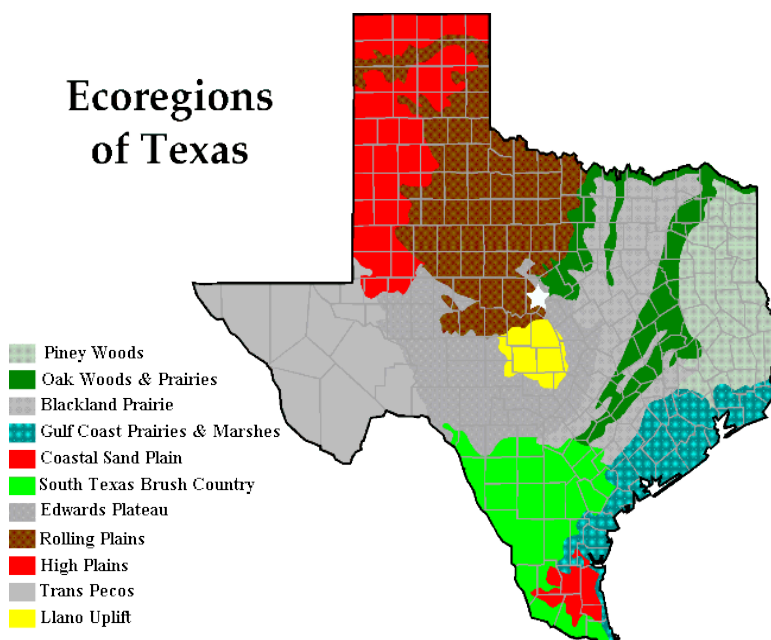 Ecoregions
of Texas
Piney Woods
Oak Woods & Prairies
Blackland Prairie
Gulf Coast Prairies & Marshes
Coastal Sand Plain
South Texas Brush Country
Edwards Plateau
Rolling Plains
High Plains
Trans Pecos
Llano Uplift